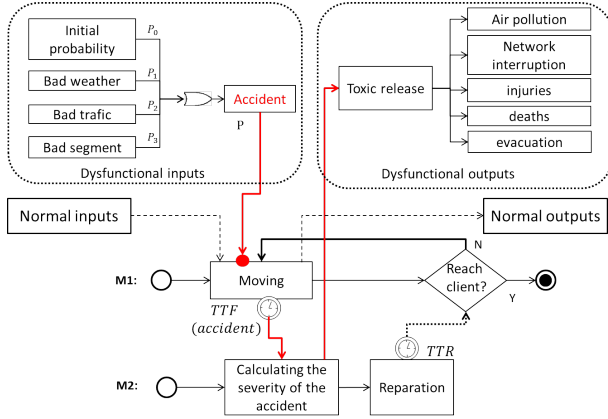 Initial
probability
P₀
Bad weather
P₁
Bad trafic
P₂
Bad segment
P₃
Accident
P
Dysfunctional inputs
Toxic release
Air pollution
Network
interruption
injuries
deaths
evacuation
Dysfunctional outputs
Normal inputs
Normal outputs
M1:
Moving
N
Reach
client?
Y
TTF
(accident)
M2:
Calculating the
severity of the
accident
Reparation
TTR